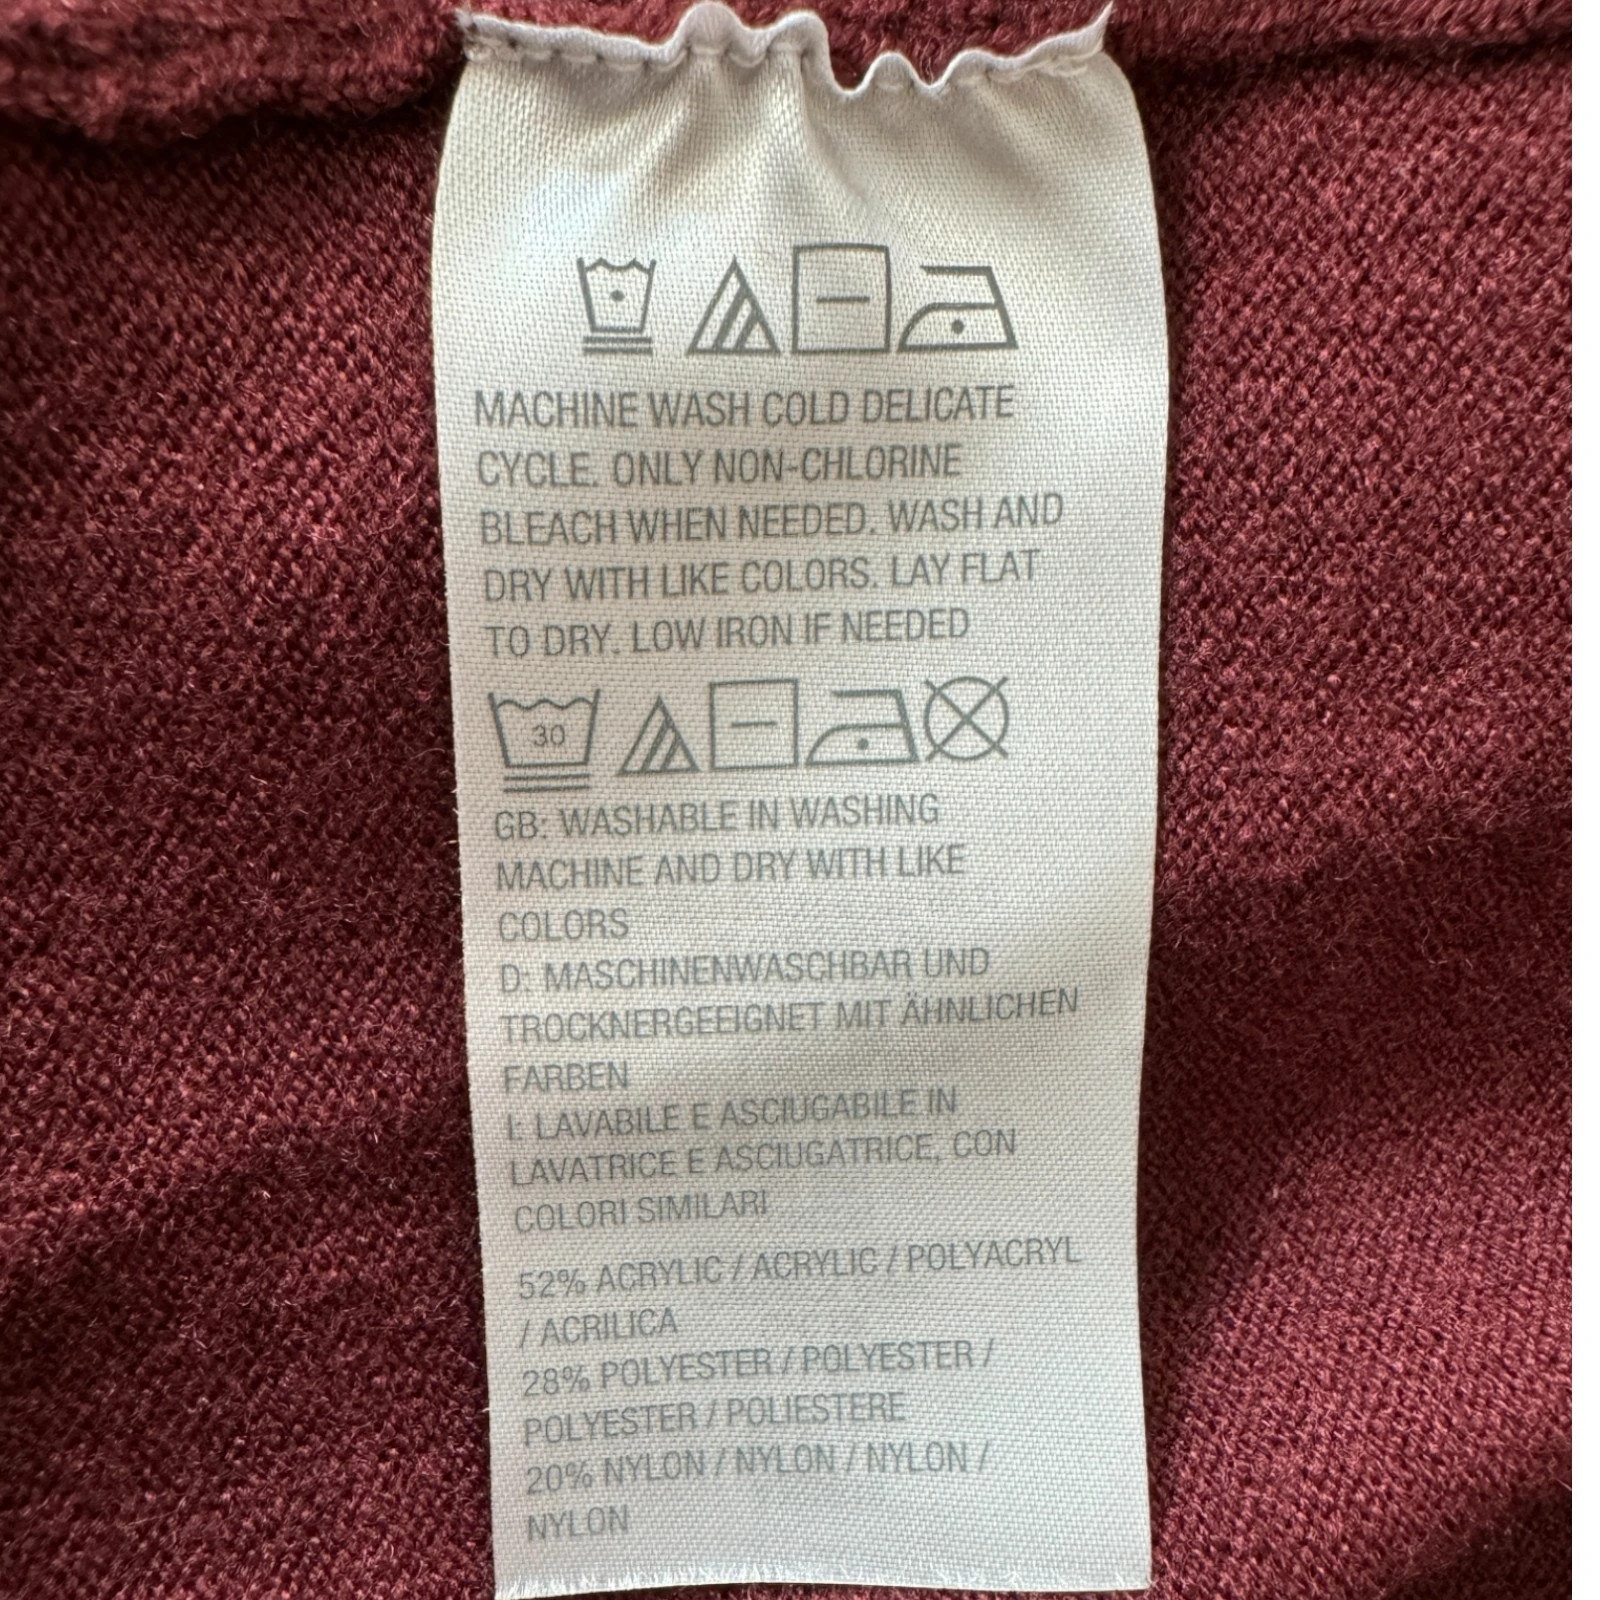 MACHINE WASH COLD DELICATE
CYCLE. ONLY NON-CHLORINE
BLEACH WHEN NEEDED. WASH AND
DRY WITH LIKE COLORS. LAY FLAT
TO DRY. LOW IRON IF NEEDED
30
GB: WASHABLE IN WASHING
MACHINE AND DRY WITH LIKE
COLORS
D: MASCHINENWASCHBAR UND
TROCKNERGEEIGNET MIT ÄHNLICHEN
FARBEN
I: LAVABILE E ASCIUGABILE IN
LAVATRICE E ASCIUGATRICE, CON
COLORI SIMILARI
52% ACRYLIC / ACRYLIC / POLYACRYL
/ ACRILICA
28% POLYESTER / POLYESTER /
POLYESTER / POLIESTERE
20% NYLON / NYLON / NYLON /
NYLON